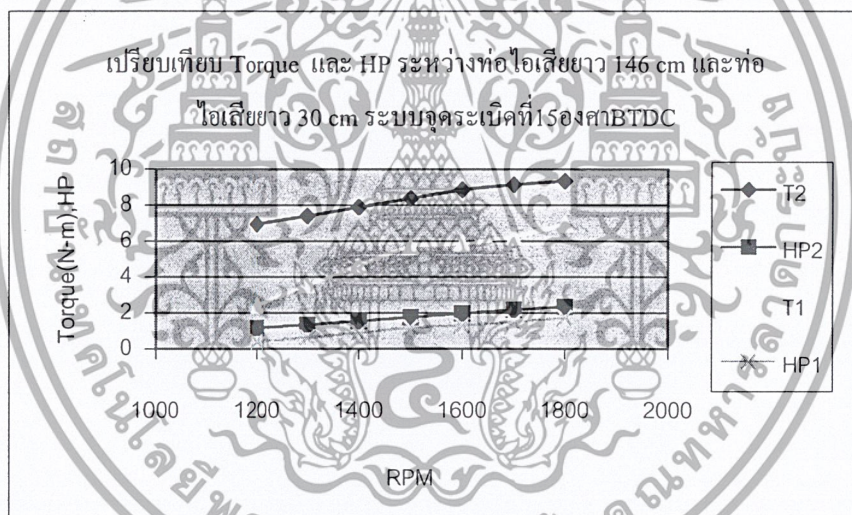 เปรียบเทียบ Torque และ HP ระหว่างท่อไอเสียยาว 146 cm และท่อ
ไอเสียยาว 30 cm ระบบจุดระเบิดที่15องศาBTDC
Torque(N-m),HP
10
8
6
4
2
0
1000 1200 1400 1600 1800 2000
RPM
T2
HP2
T1
HP1